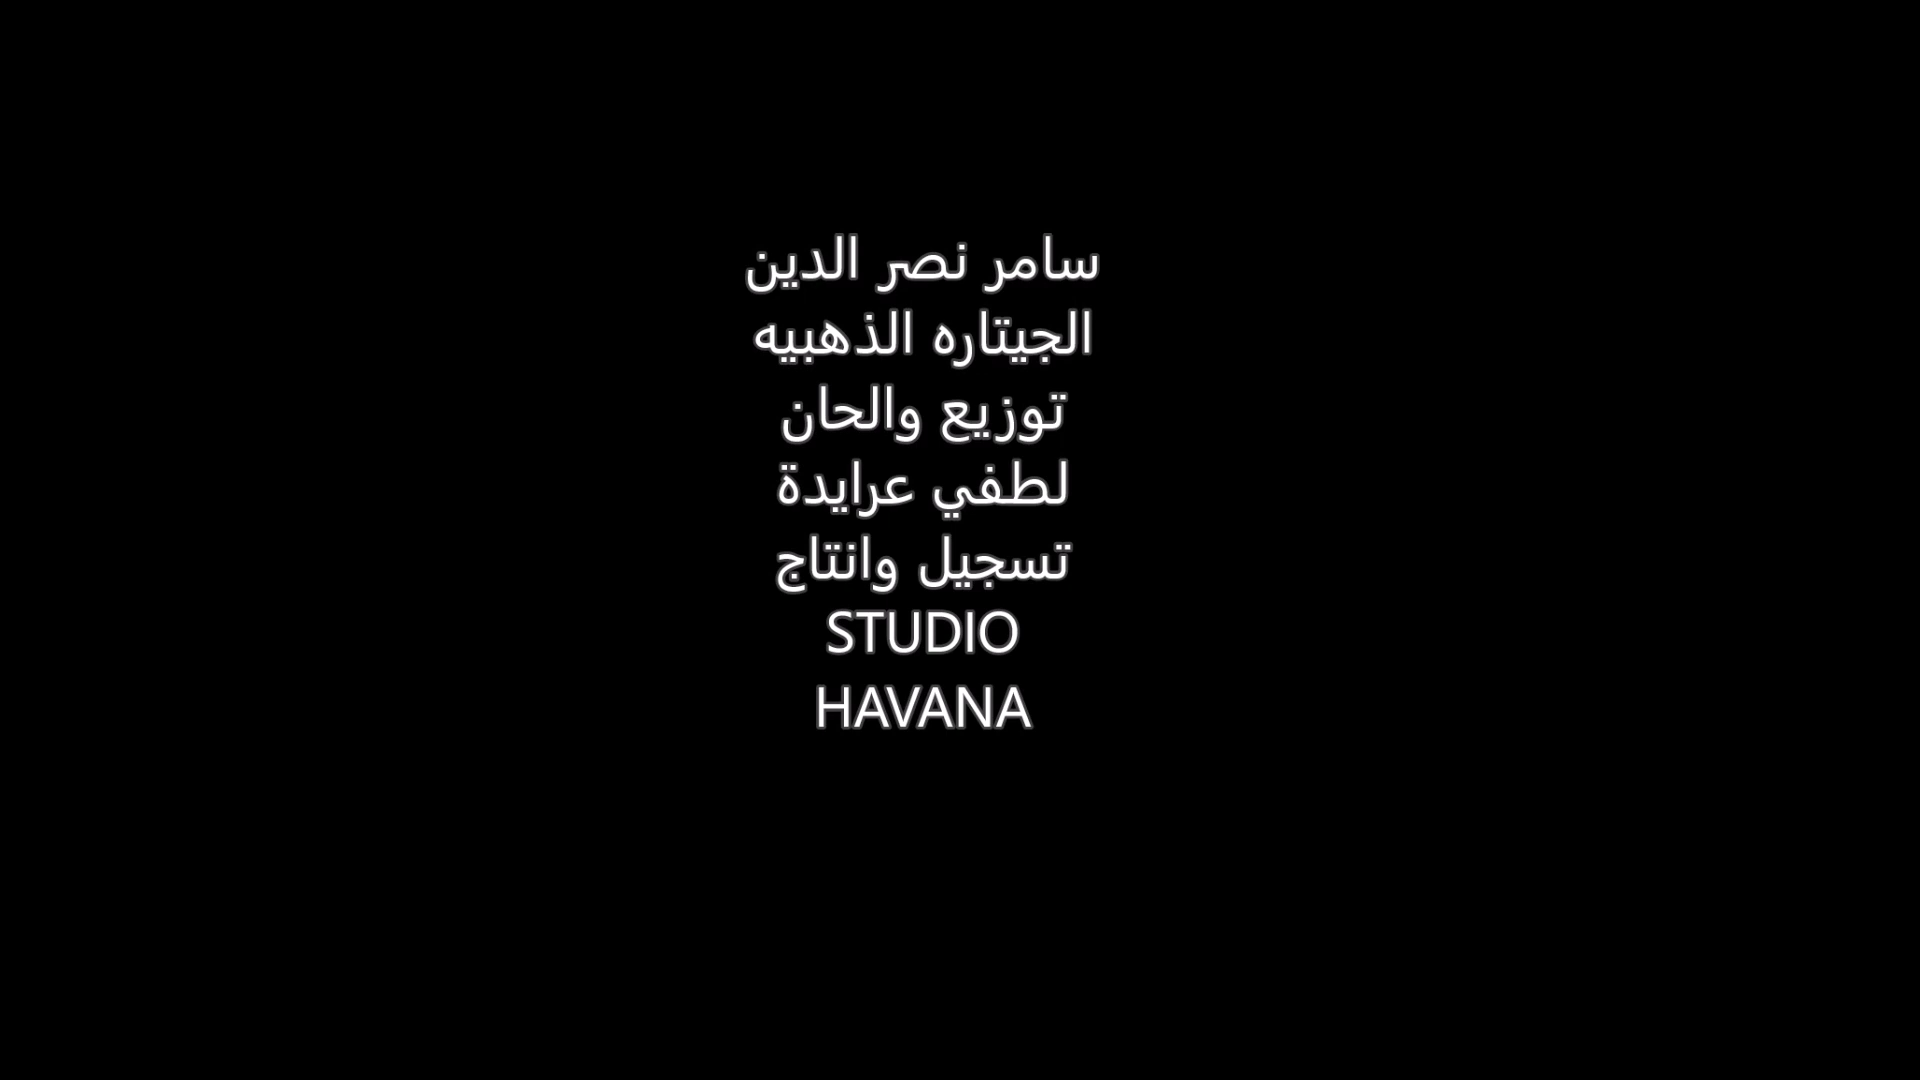 سامر نصر الدين
الجيتاره الذهبيه
توزيع والحان
لطفي عرايدة
تسجيل وانتاج
STUDIO
HAVANA